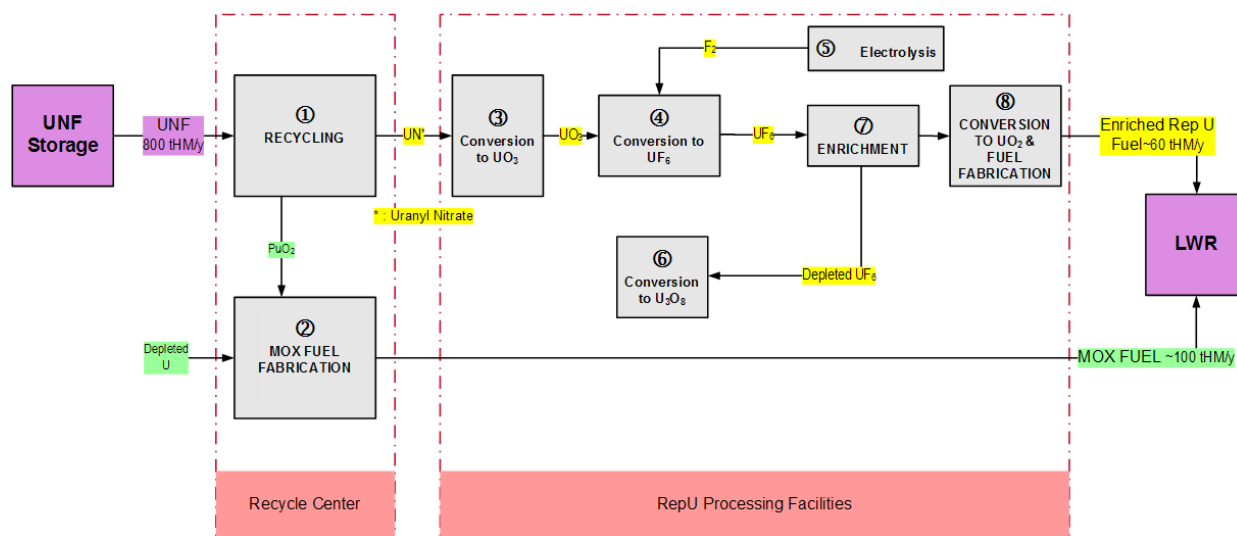 UNF
Storage
UNF
800 tHM/y
①
RECYCLING
UN*
* : Uranyl Nitrate
PuO₂
Depleted
U
②
MOX FUEL
FABRICATION
③
Conversion
to UO₃
UO₃
④
Conversion to
UF₆
F₂
⑤ Electrolysis
UF₆
⑦
ENRICHMENT
Depleted UF₆
⑥
Conversion
to U₃O₈
⑧
CONVERSION
TO UO₂ &
FUEL
FABRICATION
Enriched Rep U
Fuel~60 tHM/y
LWR
MOX FUEL ~100 tHM/y
Recycle Center
RepU Processing Facilities